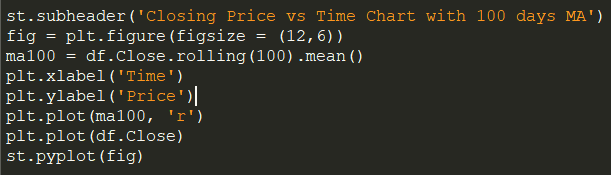 st.subheader('Closing Price vs Time Chart with 100 days MA')
fig = plt.figure(figsize = (12,6))
ma100 = df.Close.rolling(100).mean()
plt.xlabel('Time')
plt.ylabel('Price')
plt.plot(ma100, 'r')
plt.plot(df.Close)
st.pyplot(fig)